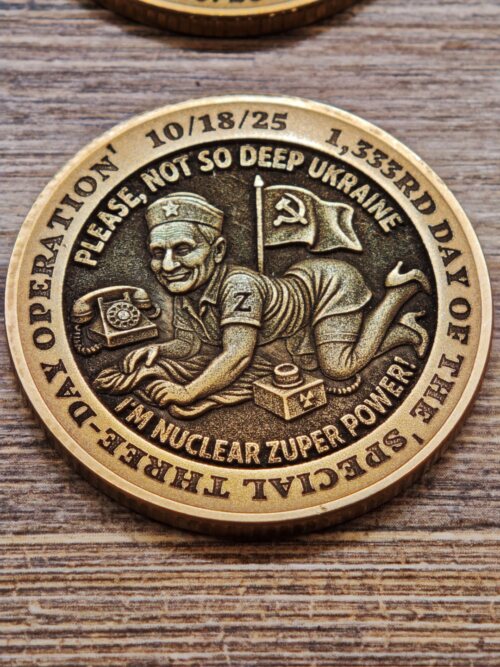 10/18/25 1,333RD DAY OF THE 'SPECIAL THREE-DAY OPERATION'
PLEASE, NOT SO DEEP UKRAINE
Z
I'M NUCLEAR ZUPER POWER!